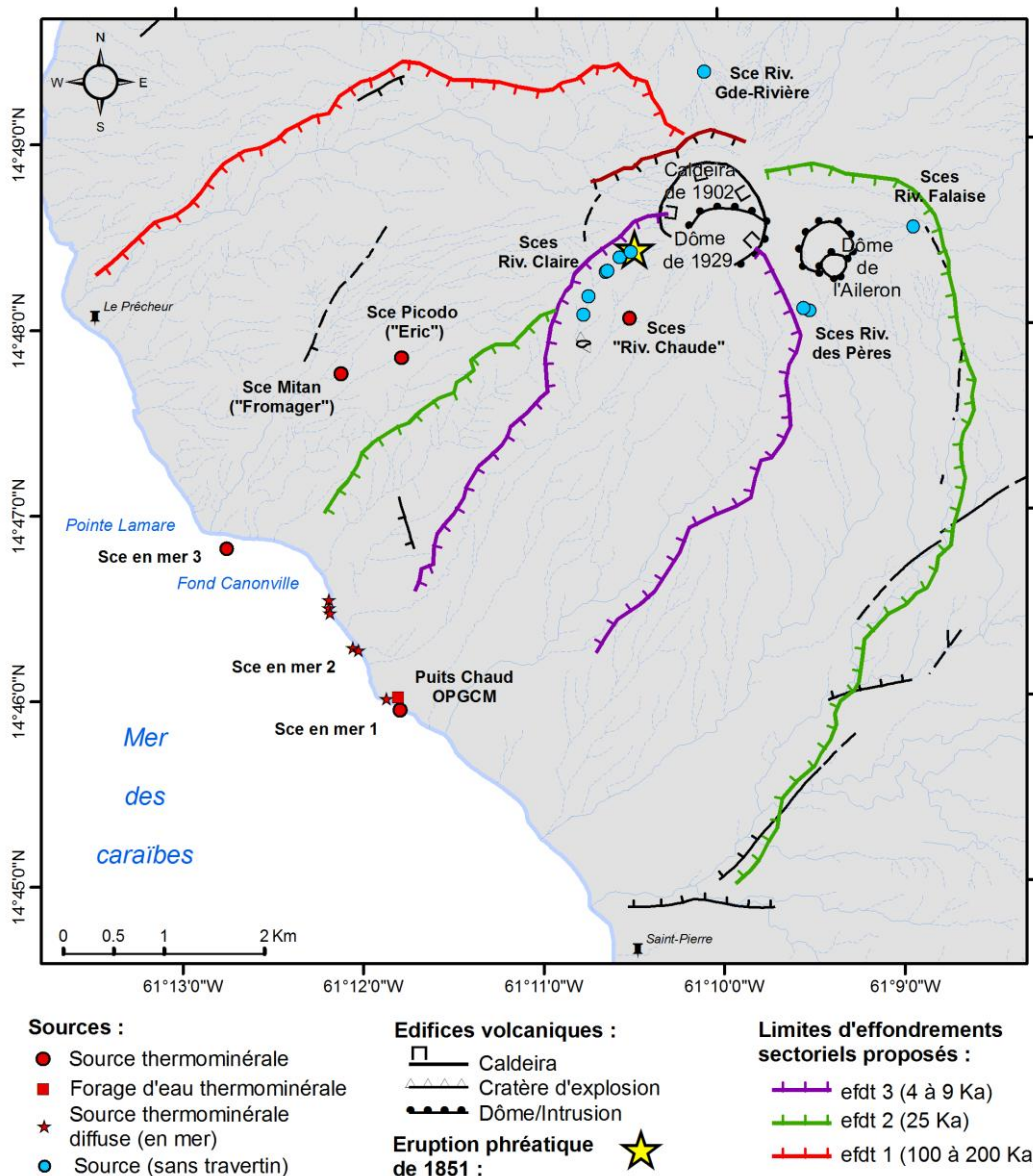 N
W
E
S
14°49'0"N
14°48'0"N
14°47'0"N
14°46'0"N
14°45'0"N
Sce Riv.
Gde-Rivière
Caldeira
de 1902
Sces
Riv. Falaise
Sces
Riv. Claire
Dôme
de 1929
Dôme
de
l'Aileron
Le Prêcheur
Sce Picodo
("Eric")
Sces
"Riv. Chaude"
Sces Riv.
des Pères
Sce Mitan
("Fromager")
Pointe Lamare
Sce en mer 3
Fond Canonville
Sce en mer 2
Puits Chaud
OPGCM
Sce en mer 1
Mer
des
caraïbes
Saint-Pierre
0 0.5 1 2 Km
61°13'0"W 61°12'0"W 61°11'0"W 61°10'0"W 61°9'0"W
Sources :
Source thermominérale
Forage d'eau thermominérale
Source thermominérale
diffuse (en mer)
Source (sans travertin)
Edifices volcaniques :
Caldeira
Cratère d'explosion
Dôme/Intrusion
Eruption phréatique
de 1851 :
Limites d'effondrements
sectoriels proposés :
efdt 3 (4 à 9 Ka)
efdt 2 (25 Ka)
efdt 1 (100 à 200 Ka